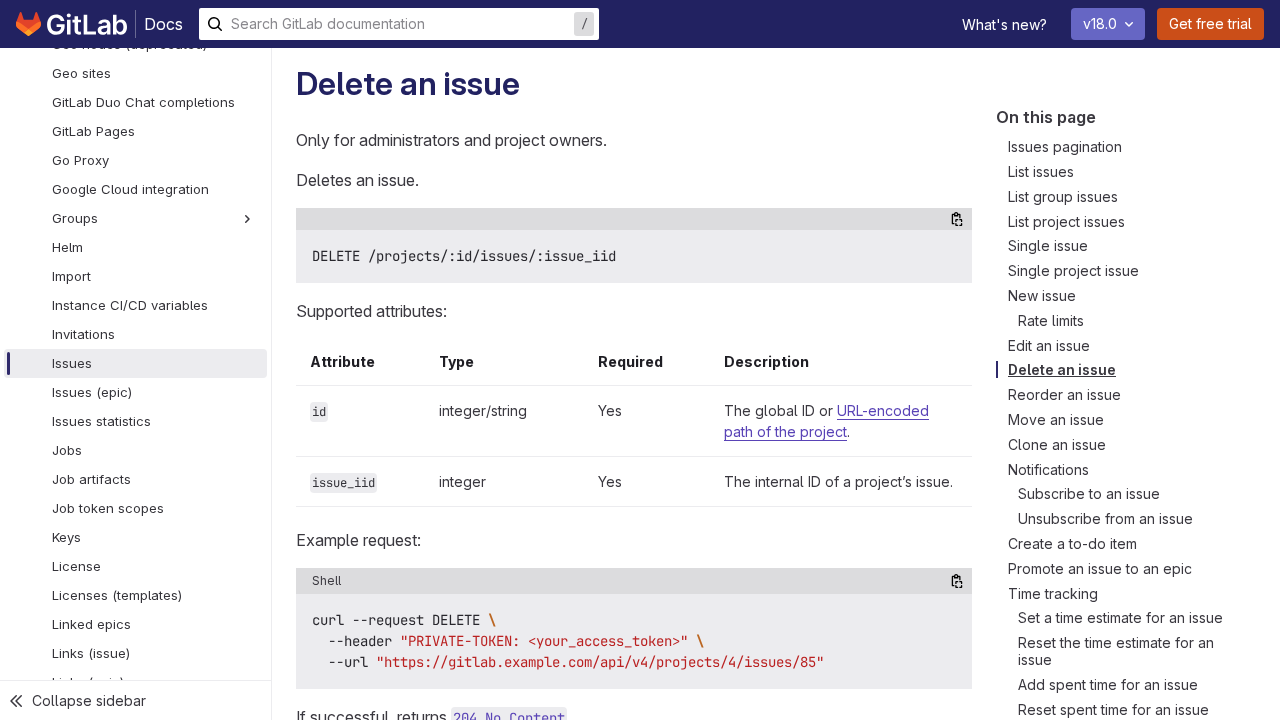 GitLab Docs
Search GitLab documentation
/
What's new?
v18.0
Get free trial
Geo sites
GitLab Duo Chat completions
GitLab Pages
Go Proxy
Google Cloud integration
Groups
Helm
Import
Instance CI/CD variables
Invitations
Issues
Issues (epic)
Issues statistics
Jobs
Job artifacts
Job token scopes
Keys
License
Licenses (templates)
Linked epics
Links (issue)
Collapse sidebar
Delete an issue
Only for administrators and project owners.
Deletes an issue.
DELETE /projects/:id/issues/:issue_iid
Supported attributes:
Attribute Type Required Description
id integer/string Yes The global ID or URL-encoded
path of the project.
issue_iid integer Yes The internal ID of a project's issue.
Example request:
Shell
curl --request DELETE \
--header "PRIVATE-TOKEN: <your_access_token>" \
--url "https://gitlab.example.com/api/v4/projects/4/issues/85"
If successful, returns 204 No Content
On this page
Issues pagination
List issues
List group issues
List project issues
Single issue
Single project issue
New issue
Rate limits
Edit an issue
Delete an issue
Reorder an issue
Move an issue
Clone an issue
Notifications
Subscribe to an issue
Unsubscribe from an issue
Create a to-do item
Promote an issue to an epic
Time tracking
Set a time estimate for an issue
Reset the time estimate for an
issue
Add spent time for an issue
Reset spent time for an issue